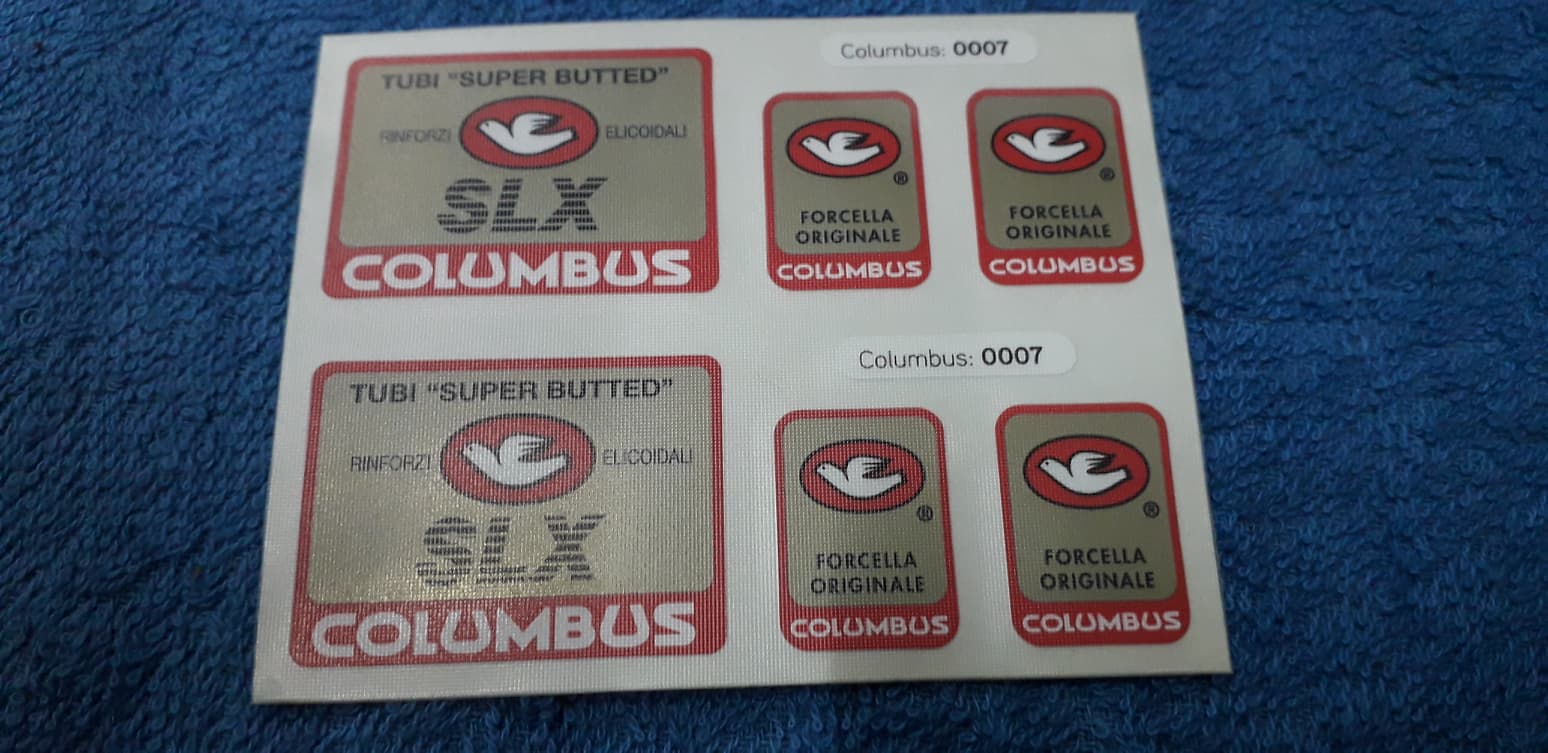 TUBI “SUPER BUTTED”
RINFORZI ELICOIDALI
SLX
COLUMBUS
Columbus: 0007
®
FORCELLA
ORIGINALE
COLUMBUS
®
FORCELLA
ORIGINALE
COLUMBUS
TUBI “SUPER BUTTED”
RINFORZI ELICOIDALI
SLX
COLUMBUS
Columbus: 0007
®
FORCELLA
ORIGINALE
COLUMBUS
®
FORCELLA
ORIGINALE
COLUMBUS